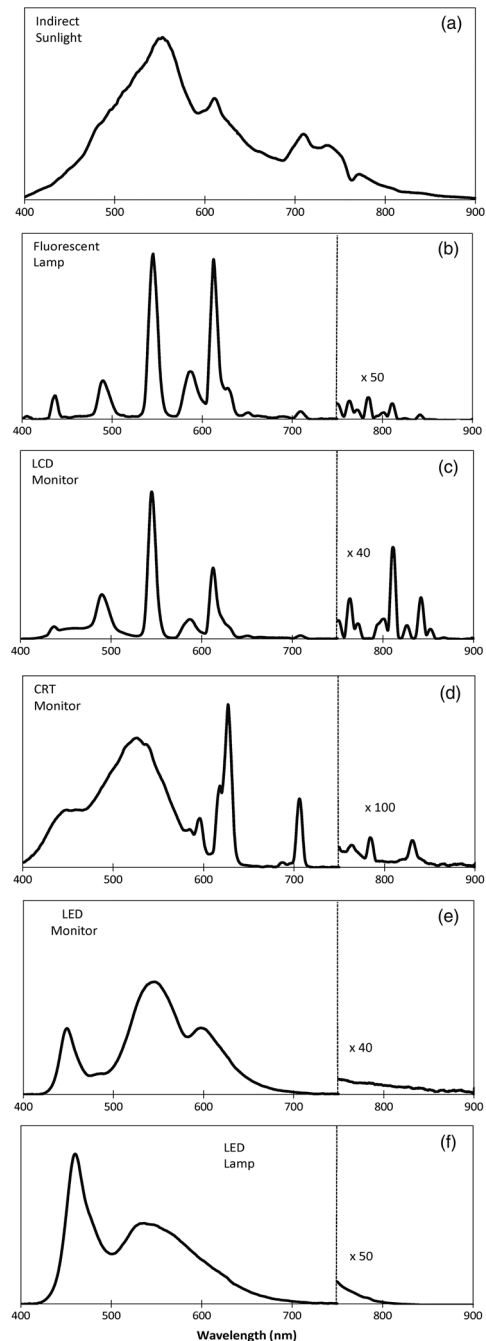 Indirect
Sunlight
(a)
400 500 600 700 800 900
Fluorescent
Lamp
(b)
x 50
400 500 600 700 800 900
LCD
Monitor
(c)
x 40
400 500 600 700 800 900
CRT
Monitor
(d)
x 100
400 500 600 700 800 900
LED
Monitor
(e)
x 40
400 500 600 700 800 900
LED
Lamp
(f)
x 50
400 500 600 700 800 900
Wavelength (nm)